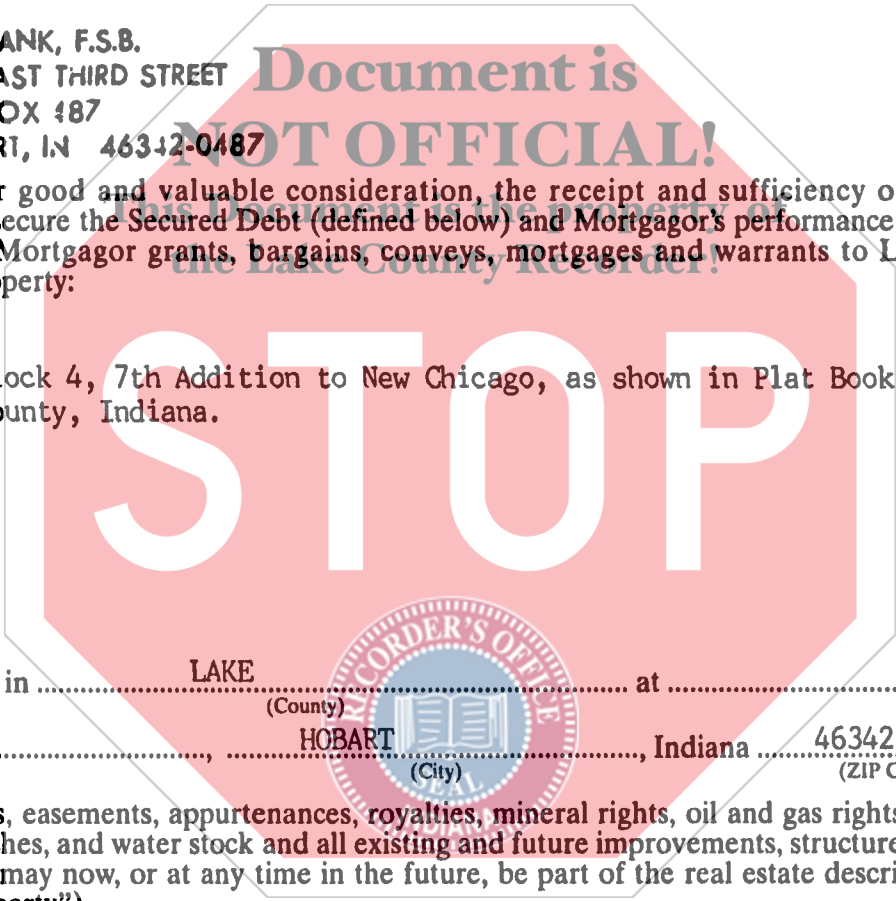 ANK, F.S.B.
AST THIRD STREET
OX 487
RT, IN 46342-0487
Document is
NOT OFFICIAL!
This Document is the property of
the Lake County Recorder!
r good and valuable consideration, the receipt and sufficiency o
ecure the Secured Debt (defined below) and Mortgagor's performance
Mortgagor grants, bargains, conveys, mortgages and warrants to L
perty:
ock 4, 7th Addition to New Chicago, as shown in Plat Book
ounty, Indiana.
STOP
in LAKE at
(County)
, HOBART, Indiana 46342
(City) (ZIP C
RECORDER'S OFFICE
SEAL
INDIANA
s, easements, appurtenances, royalties, mineral rights, oil and gas rights
hes, and water stock and all existing and future improvements, structure
may now, or at any time in the future, be part of the real estate descri